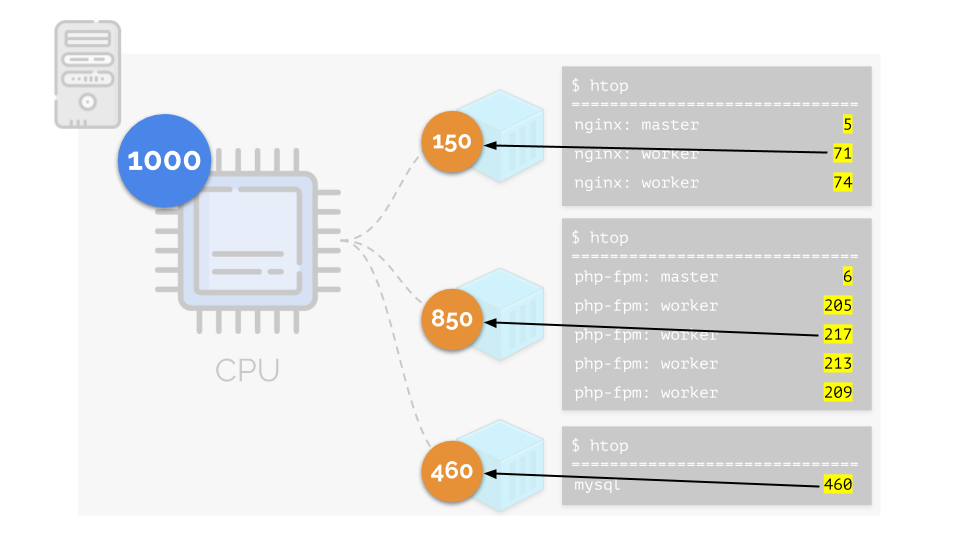 1000
CPU
150
850
460
$ htop
==============================
nginx: master 5
nginx: worker 71
nginx: worker 74
$ htop
==============================
php-fpm: master 6
php-fpm: worker 205
php-fpm: worker 217
php-fpm: worker 213
php-fpm: worker 209
$ htop
==============================
mysql 460